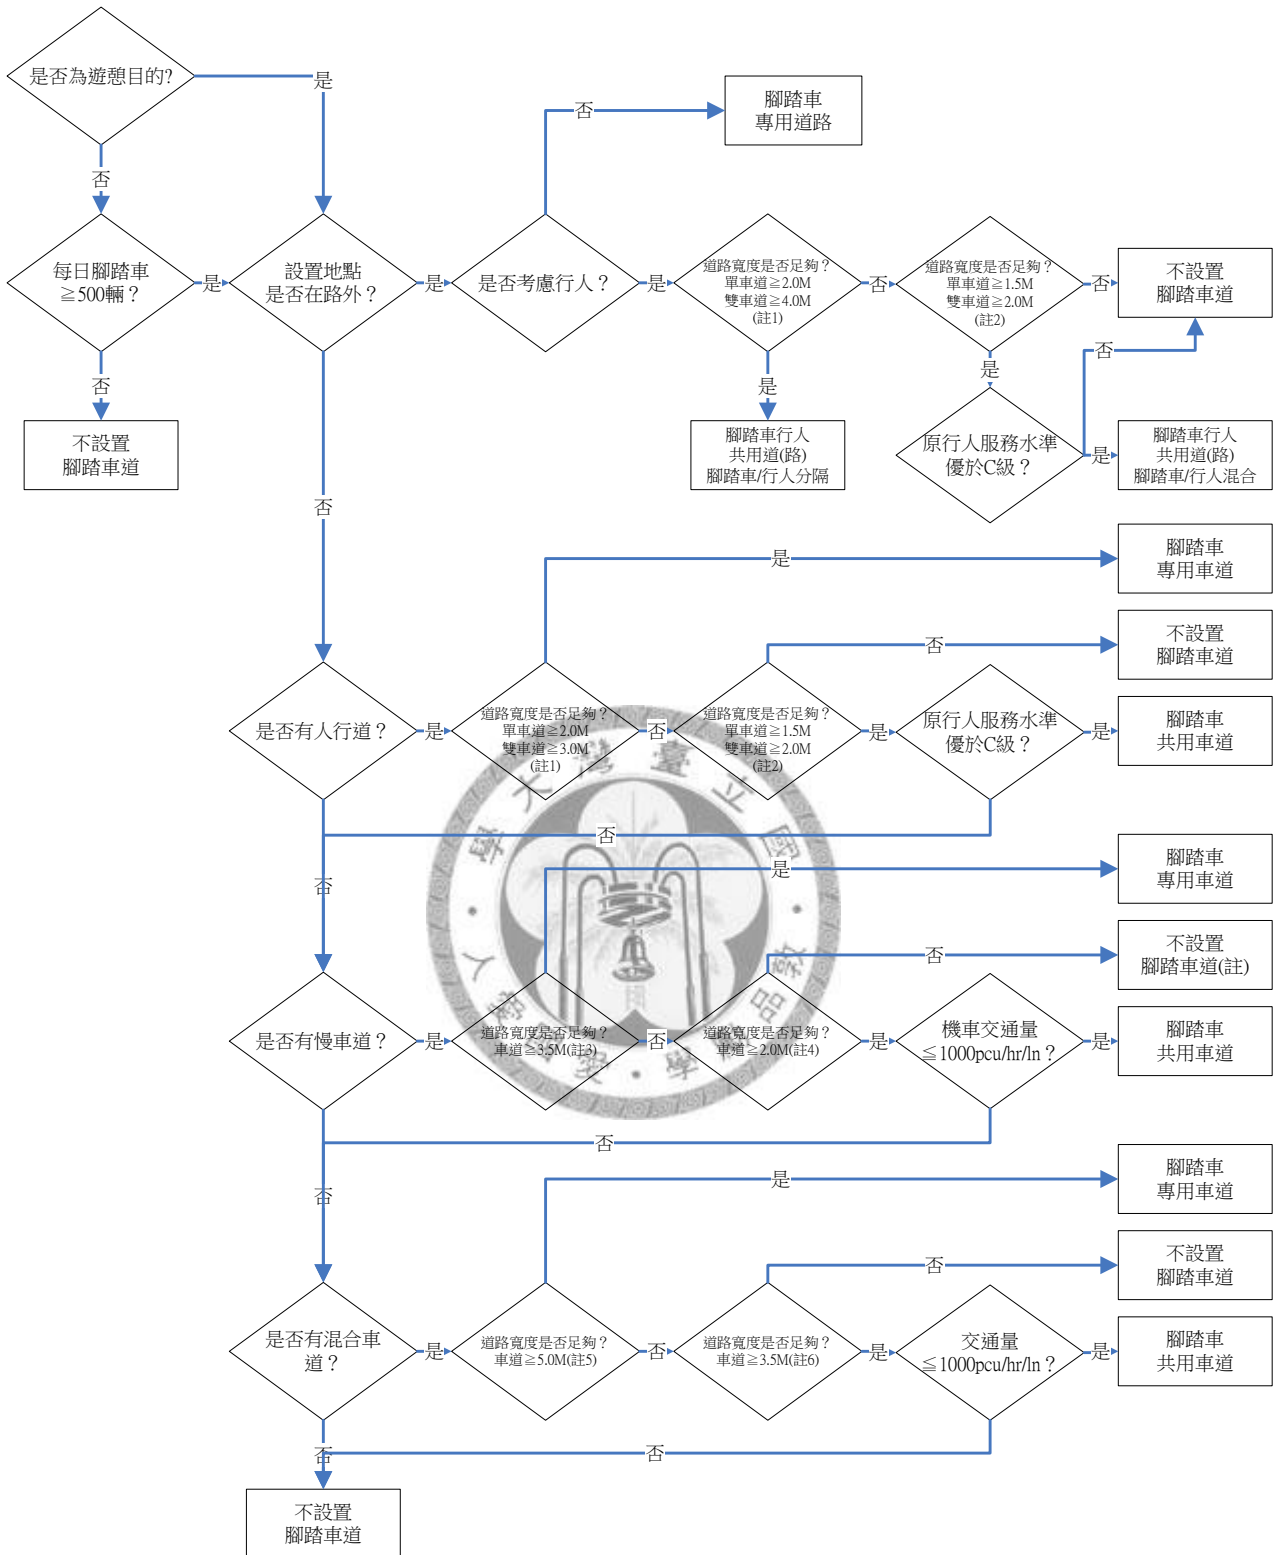 是否為遊憩目的?
是
否
腳踏車
專用道路
否
每日腳踏車
≧500輛？
是
設置地點
是否在路外？
是
是否考慮行人？
是
道路寬度是否足夠？
單車道≧2.0M
雙車道≧4.0M
(註1)
否
道路寬度是否足夠？
單車道≧1.5M
雙車道≧2.0M
(註2)
否
不設置
腳踏車道
否
是
是
否
不設置
腳踏車道
腳踏車行人
共用道(路)
腳踏車/行人分隔
原行人服務水準
優於C級？
是
腳踏車行人
共用道(路)
腳踏車/行人混合
否
是
腳踏車
專用車道
否
不設置
腳踏車道
是否有人行道？
是
道路寬度是否足夠？
單車道≧2.0M
雙車道≧3.0M
(註1)
否
道路寬度是否足夠？
單車道≧1.5M
雙車道≧2.0M
(註2)
是
原行人服務水準
優於C級？
是
腳踏車
共用車道
否
是
腳踏車
專用車道
否
否
不設置
腳踏車道(註)
是否有慢車道？
是
道路寬度是否足夠？
車道≧3.5M(註3)
否
道路寬度是否足夠？
車道≧2.0M(註4)
是
機車交通量
≦1000pcu/hr/ln？
是
腳踏車
共用車道
否
是
腳踏車
專用車道
否
否
不設置
腳踏車道
是否有混合車
道？
是
道路寬度是否足夠？
車道≧5.0M(註5)
否
道路寬度是否足夠？
車道≧3.5M(註6)
是
交通量
≦1000pcu/hr/ln？
是
腳踏車
共用車道
否
否
不設置
腳踏車道